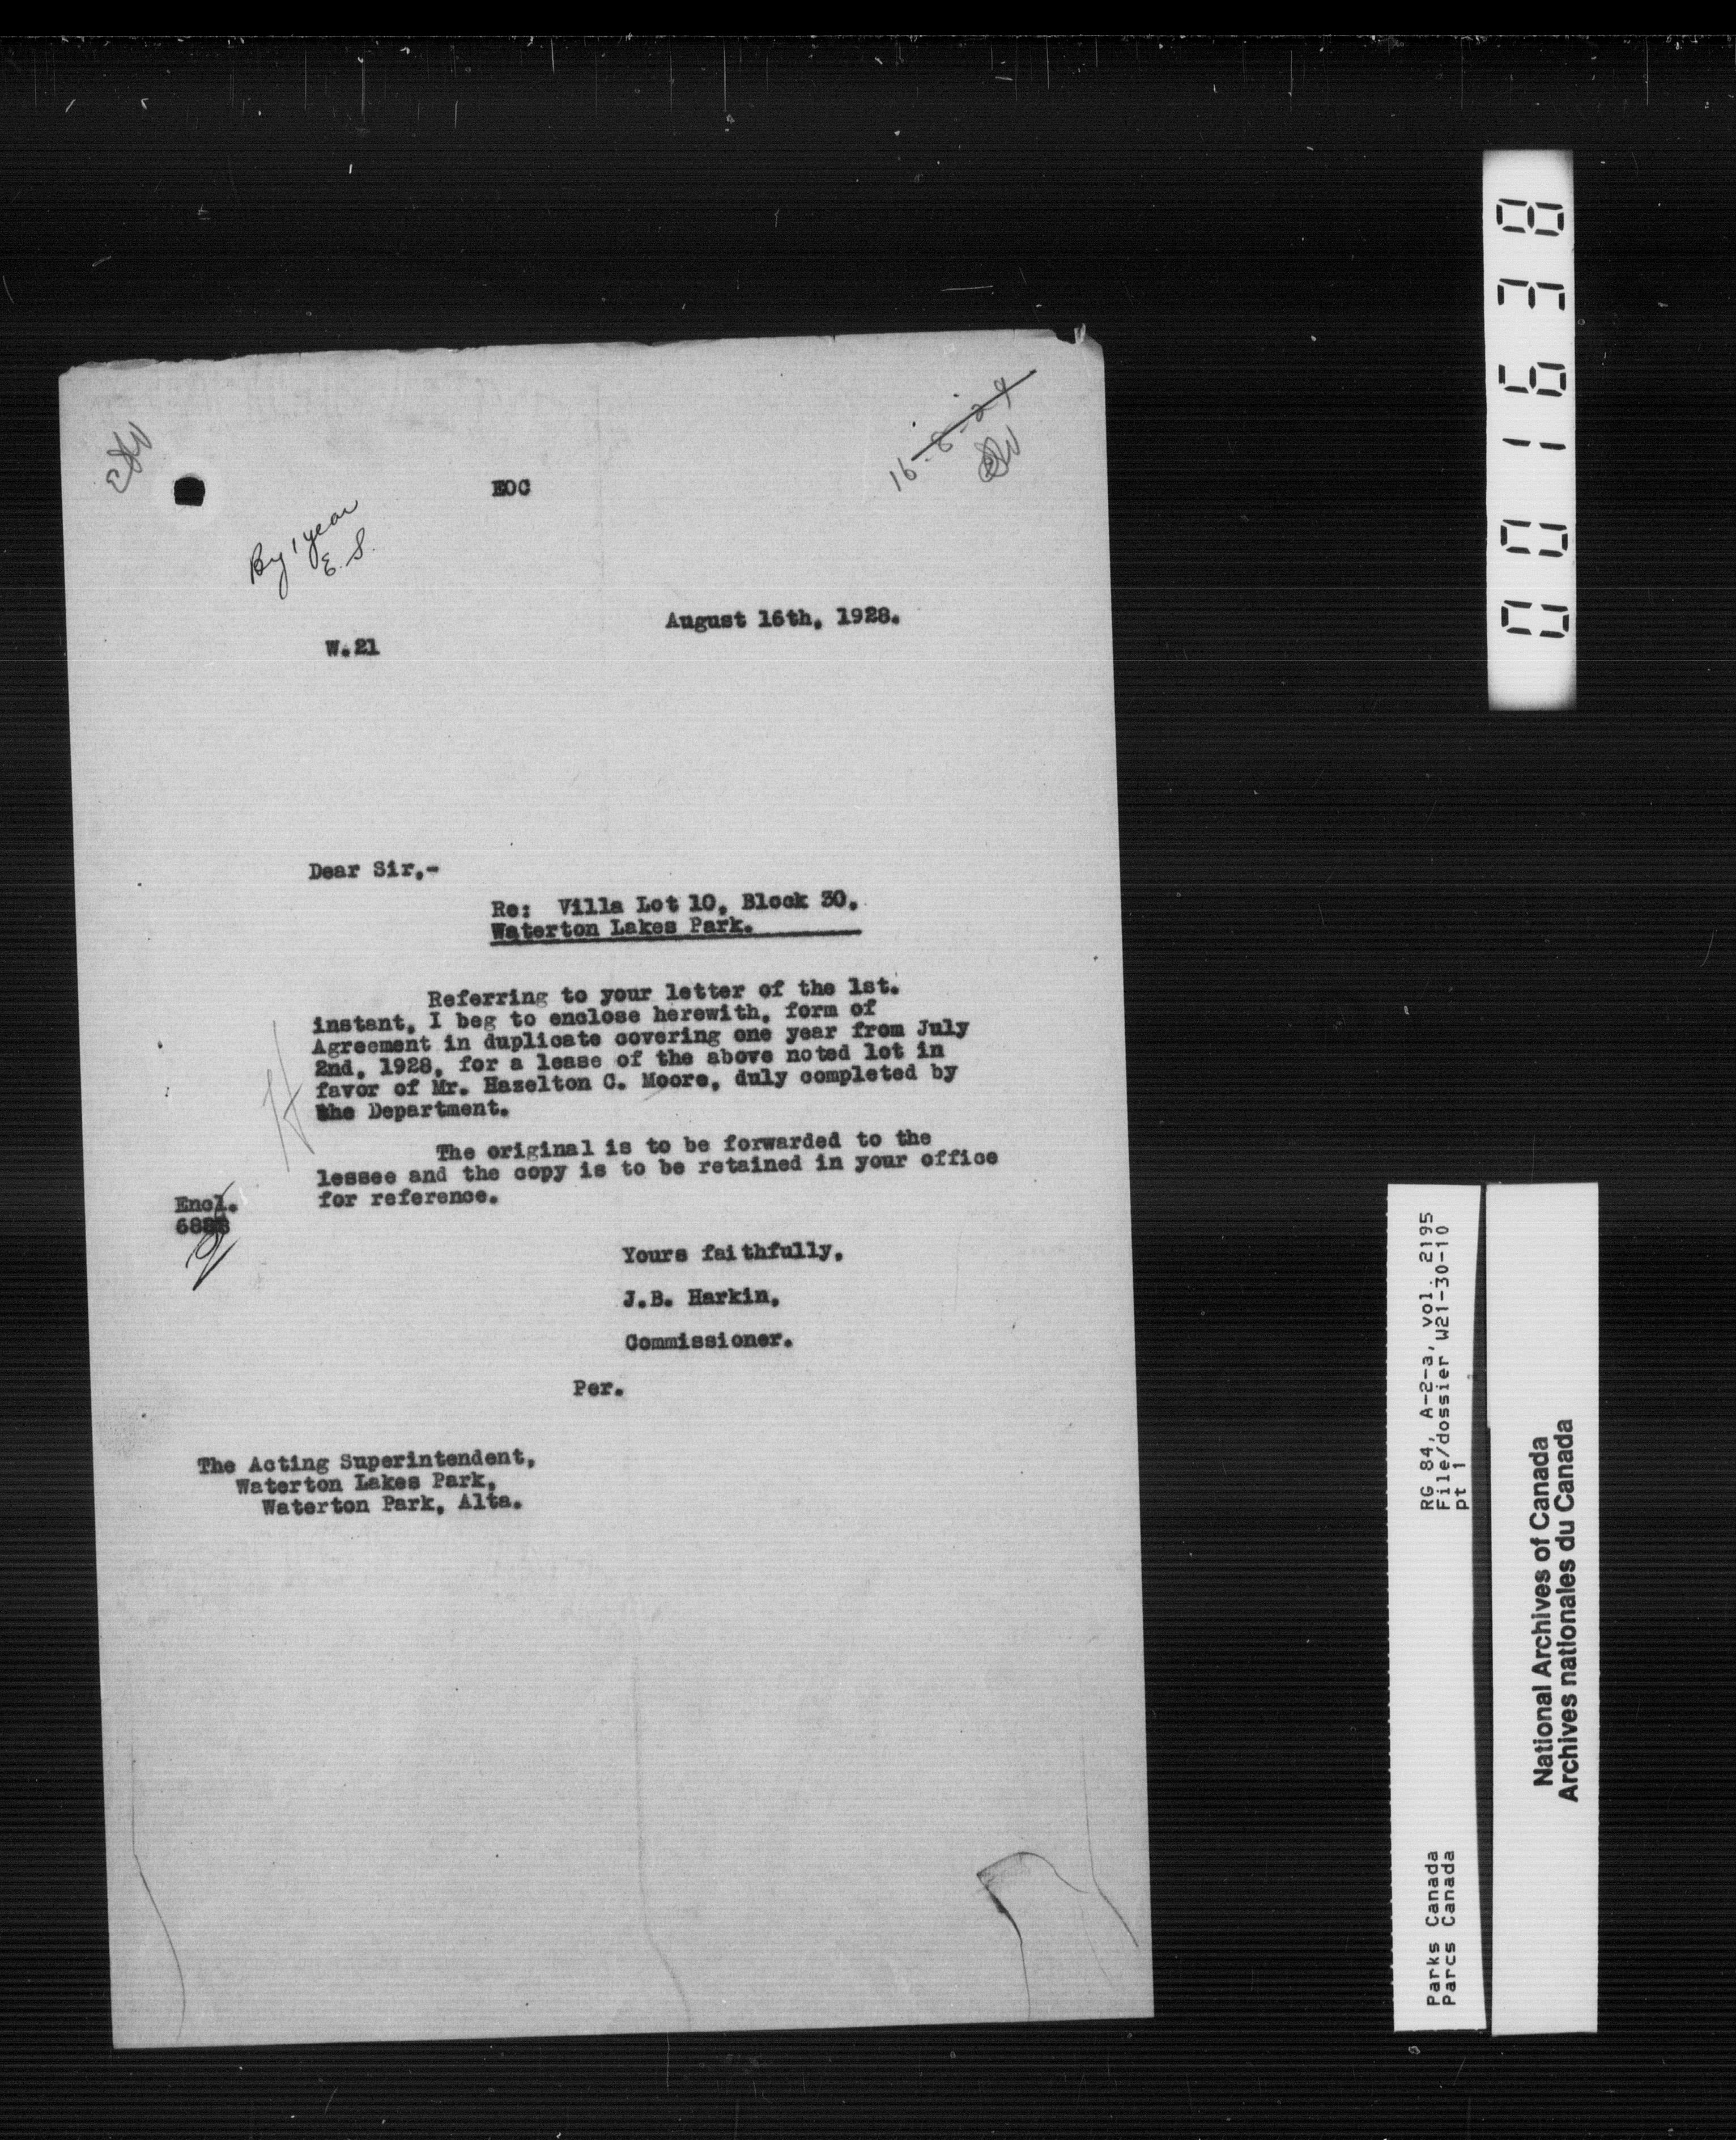 EOC
16-8-29
By 1 year
E.S.
August 16th, 1928.
W.21
Dear Sir,-
Re: Villa Lot 10, Block 30,
Waterton Lakes Park.
Referring to your letter of the 1st.
instant, I beg to enclose herewith, form of
Agreement in duplicate covering one year from July
2nd, 1928, for a lease of the above noted lot in
favor of Mr. Hazelton C. Moore, duly completed by
the Department.
The original is to be forwarded to the
lessee and the copy is to be retained in your office
for reference.
Encl.
Yours faithfully,
J.B. Harkin,
Commissioner.
Per.
The Acting Superintendent,
Waterton Lakes Park,
Waterton Park, Alta.
001638
RG 84, A-2-a, vol. 2195
File/dossier W21-30-10
pt 1
Parks Canada
Parcs Canada
National Archives of Canada
Archives nationales du Canada